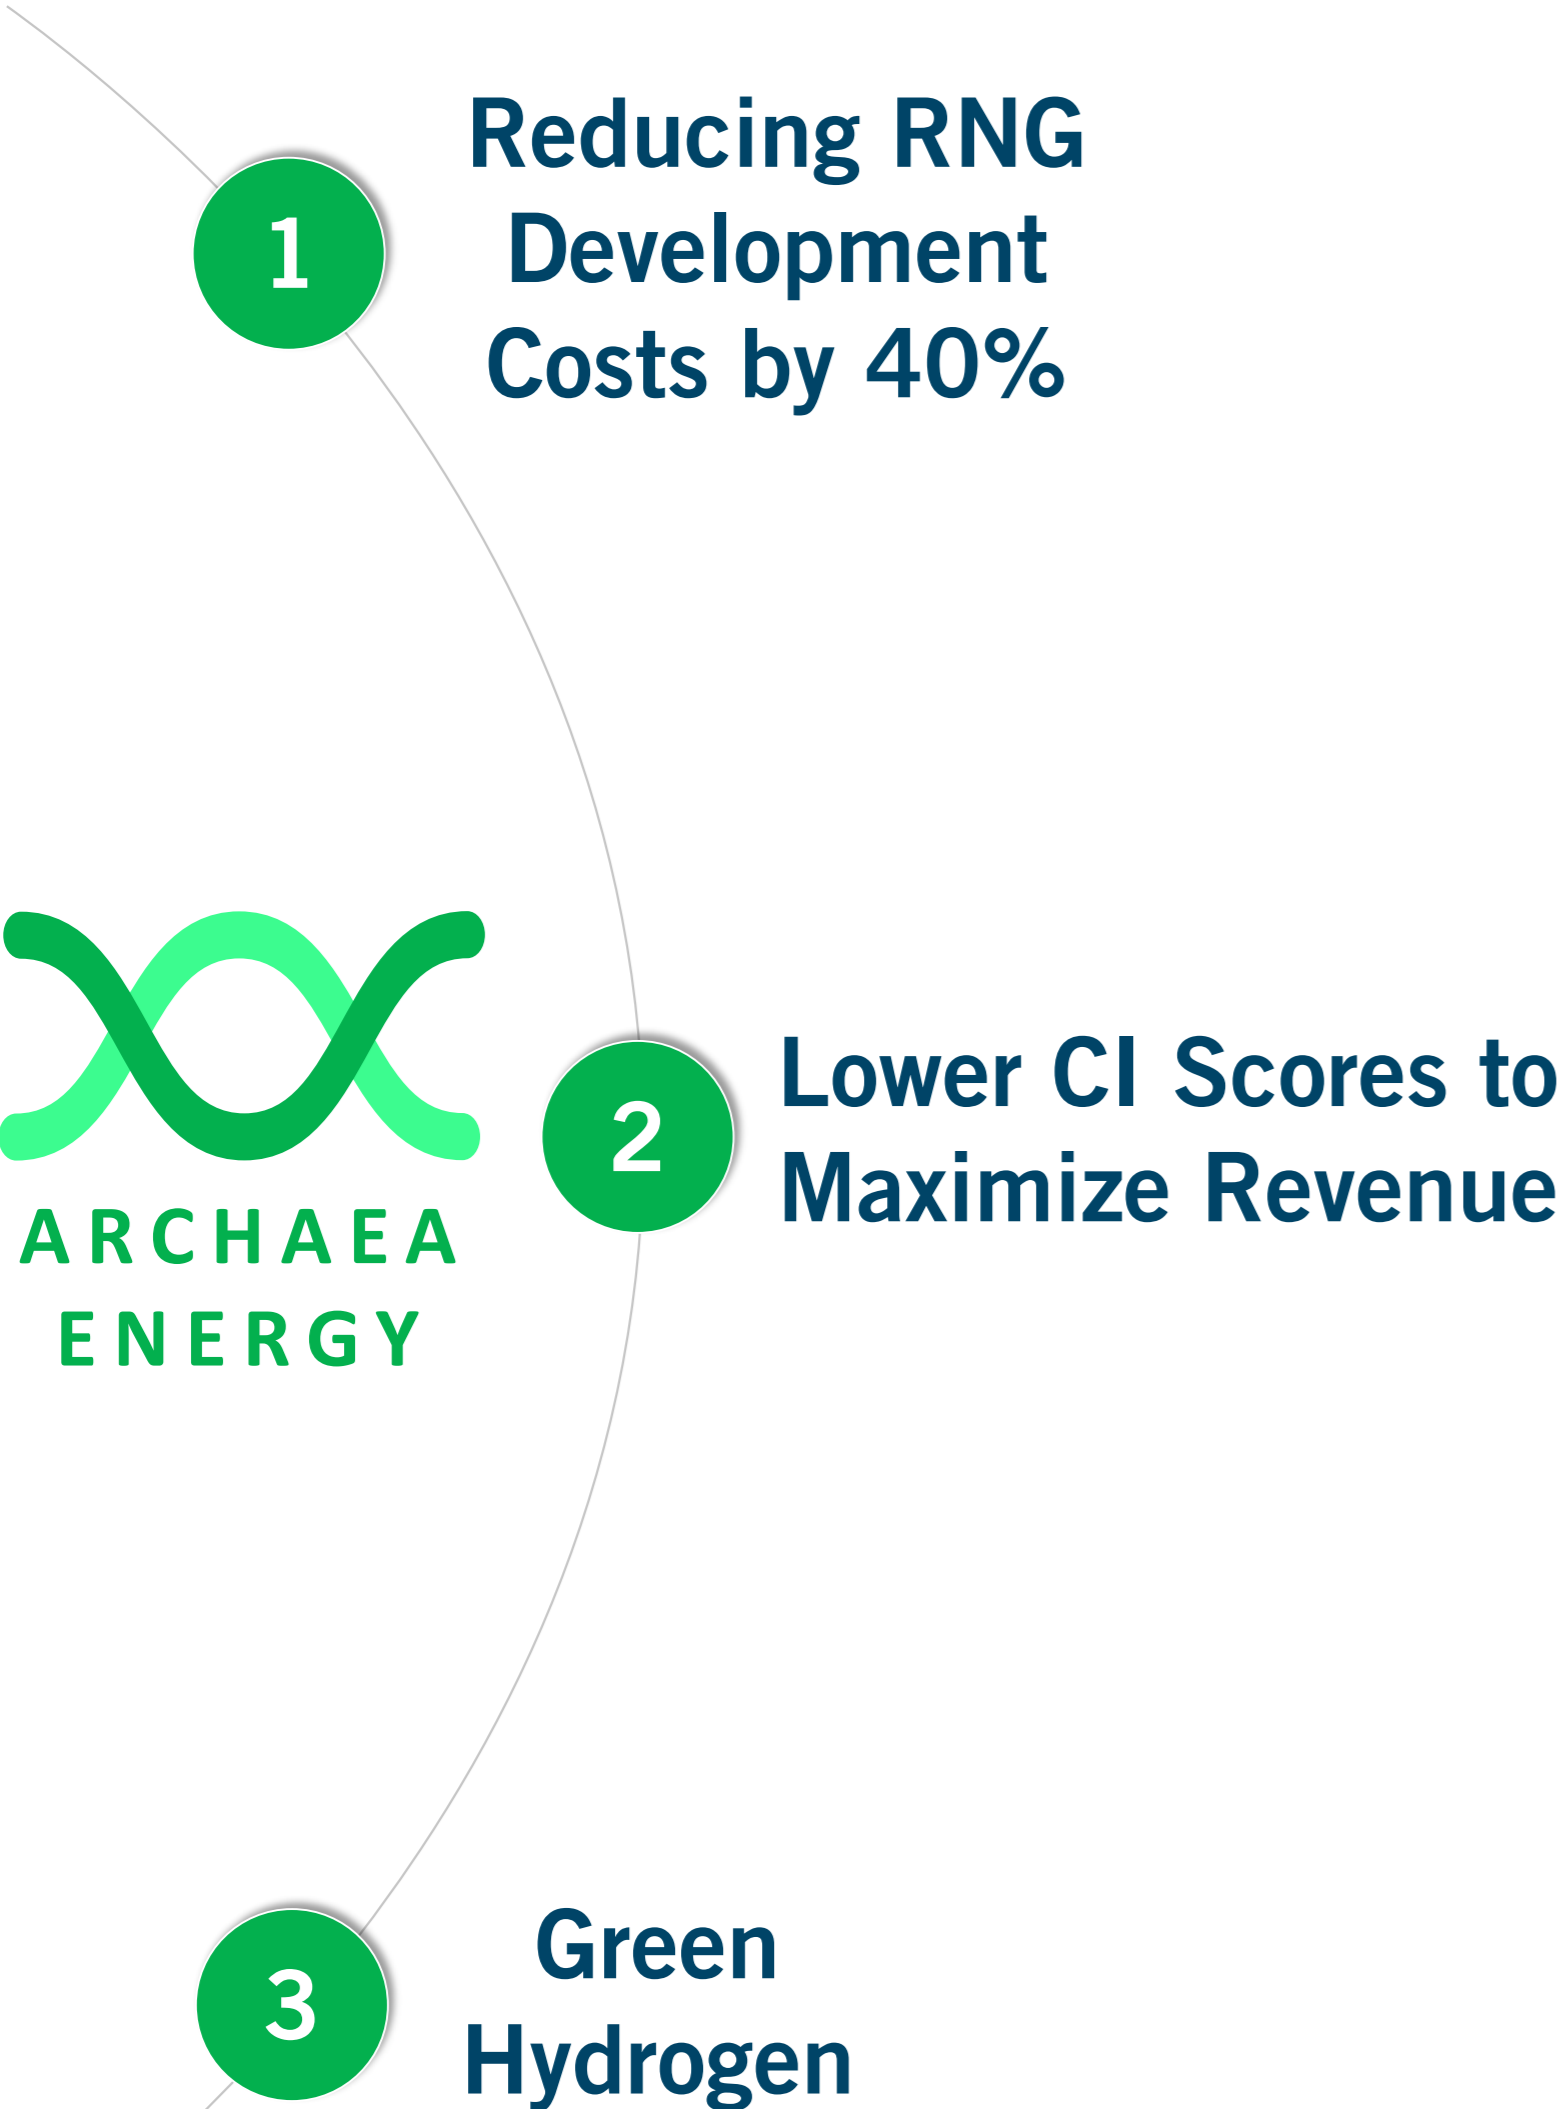 1
Reducing RNG
Development
Costs by 40%
ARCHAEA
ENERGY
2
Lower CI Scores to
Maximize Revenue
3
Green
Hydrogen